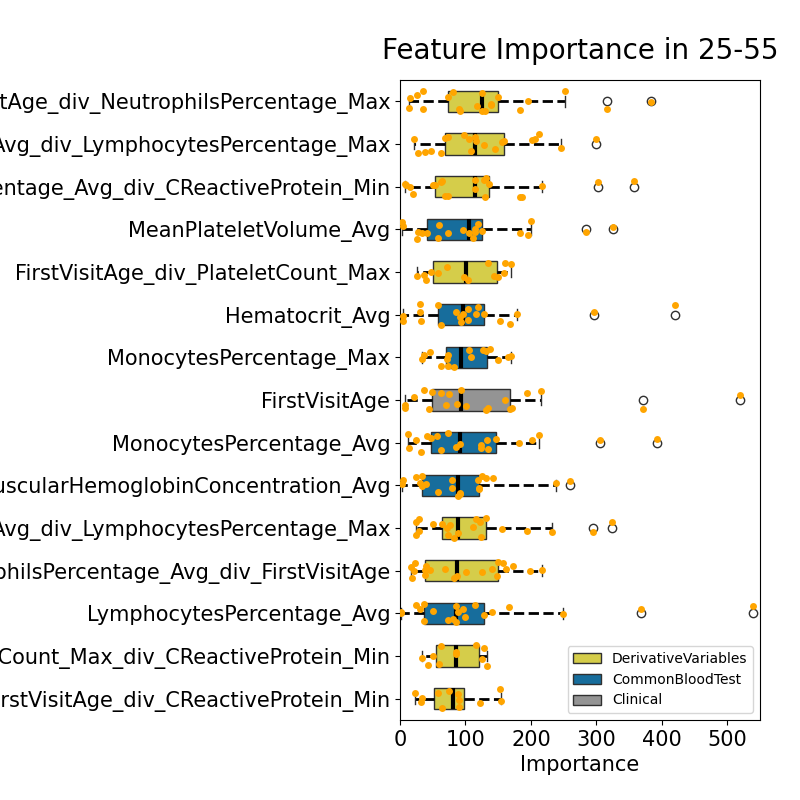 Feature Importance in 25-55
tAge_div_NeutrophilsPercentage_Max
Avg_div_LymphocytesPercentage_Max
entage_Avg_div_CReactiveProtein_Min
MeanPlateletVolume_Avg
FirstVisitAge_div_PlateletCount_Max
Hematocrit_Avg
MonocytesPercentage_Max
FirstVisitAge
MonocytesPercentage_Avg
uscularHemoglobinConcentration_Avg
Avg_div_LymphocytesPercentage_Max
philsPercentage_Avg_div_FirstVisitAge
LymphocytesPercentage_Avg
Count_Max_div_CReactiveProtein_Min
rstVisitAge_div_CReactiveProtein_Min
DerivativeVariables
CommonBloodTest
Clinical
0 100 200 300 400 500
Importance